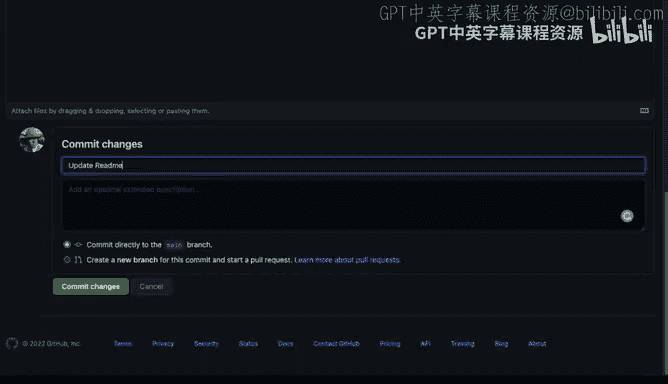 GPT中英字幕课程资源@bilibili.com
GPT中英字幕课程资源 bilibili
Attach files by dragging & dropping, selecting or pasting them.
Commit changes
Update Readme
Add an optional extended description...
Commit directly to the main branch.
Create a new branch for this commit and start a pull request. Learn more about pull requests.
Commit changes Cancel
© 2022 GitHub, Inc. Terms Privacy Security Status Docs Contact GitHub Pricing API Training Blog About